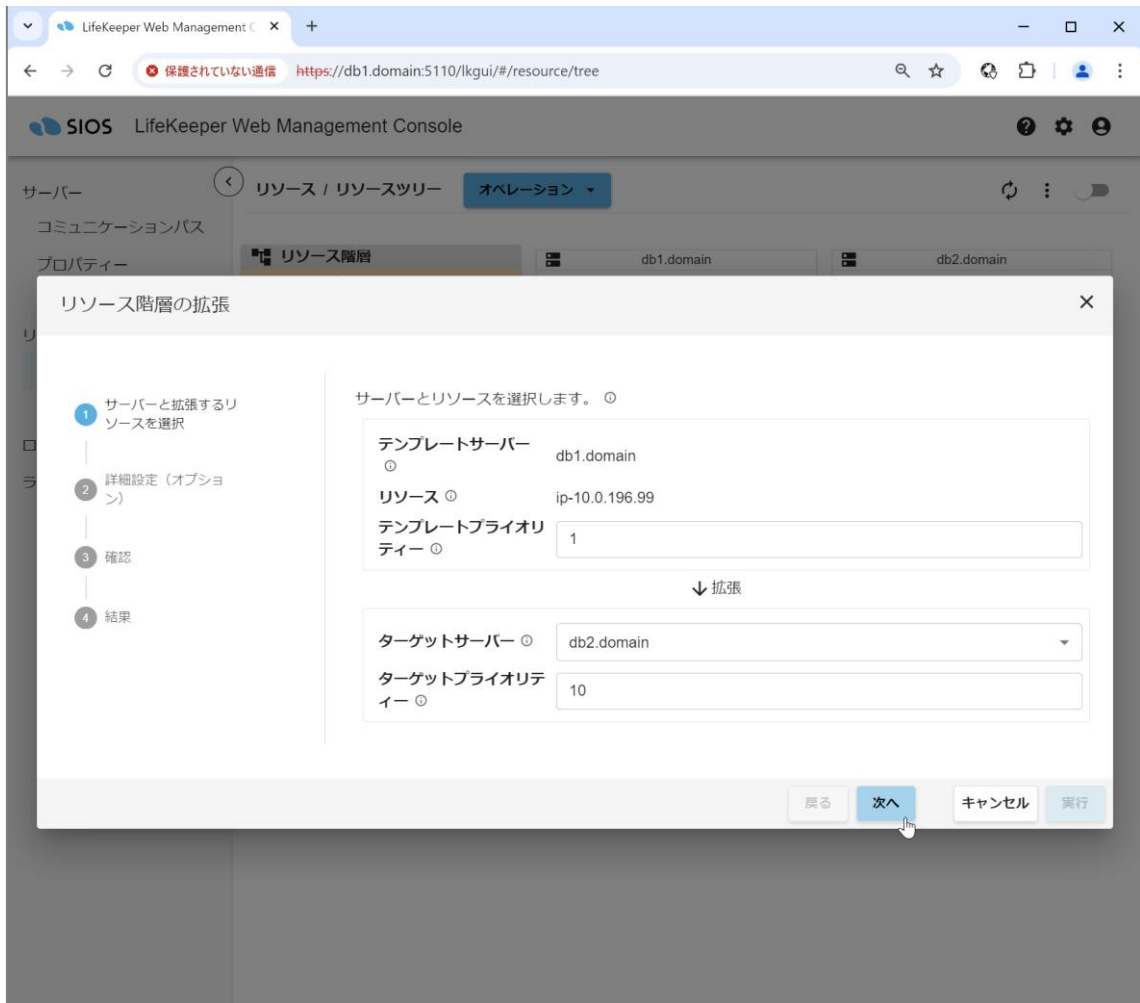 LifeKeeper Web Management C
保護されていない通信 https://db1.domain:5110/lkgui/#/resource/tree
SIOS LifeKeeper Web Management Console
サーバー
リソース / リソースツリー
オペレーション
コミュニケーションパス
プロパティー
リソース階層
db1.domain
db2.domain
リソース階層の拡張
リ
ロ
ラ
1
サーバーと拡張するリ
ソースを選択
2
詳細設定（オプショ
ン）
3 確認
4 結果
サーバーとリソースを選択します。
テンプレートサーバー
db1.domain
リソース
ip-10.0.196.99
テンプレートプライオリ
ティー
1
拡張
ターゲットサーバー
db2.domain
ターゲットプライオリテ
ィー
10
戻る
次へ
キャンセル
実行